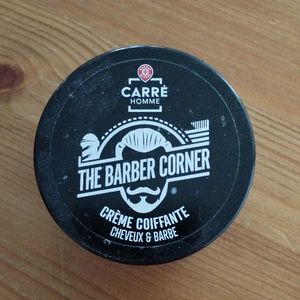 CARRÉ
HOMME
THE BARBER CORNER
CRÈME COIFFANTE
CHEVEUX & BARBE